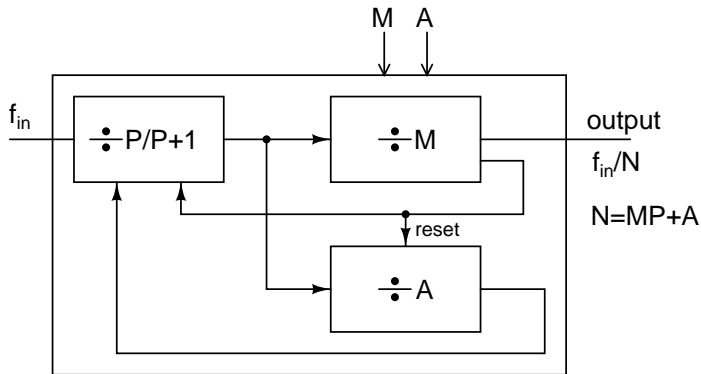 M A
f_in
÷ P/P+1
÷ M
output
f_in/N
N=MP+A
reset
÷ A